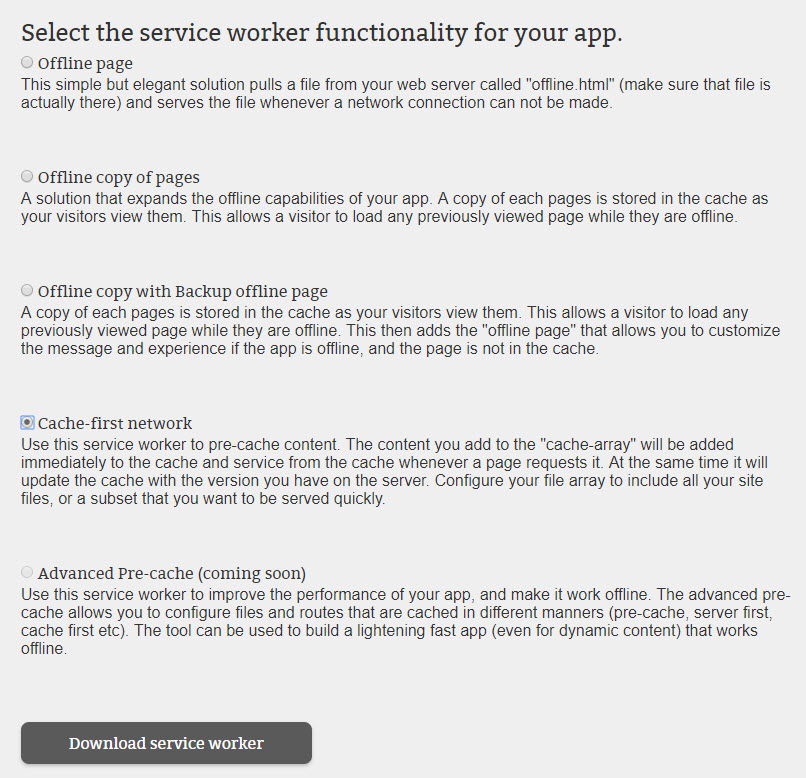 Select the service worker functionality for your app.
Offline page
This simple but elegant solution pulls a file from your web server called "offline.html" (make sure that file is
actually there) and serves the file whenever a network connection can not be made.
Offline copy of pages
A solution that expands the offline capabilities of your app. A copy of each pages is stored in the cache as
your visitors view them. This allows a visitor to load any previously viewed page while they are offline.
Offline copy with Backup offline page
A copy of each pages is stored in the cache as your visitors view them. This allows a visitor to load any
previously viewed page while they are offline. This then adds the "offline page" that allows you to customize
the message and experience if the app is offline, and the page is not in the cache.
Cache-first network
Use this service worker to pre-cache content. The content you add to the "cache-array" will be added
immediately to the cache and service from the cache whenever a page requests it. At the same time it will
update the cache with the version you have on the server. Configure your file array to include all your site
files, or a subset that you want to be served quickly.
Advanced Pre-cache (coming soon)
Use this service worker to improve the performance of your app, and make it work offline. The advanced pre-
cache allows you to configure files and routes that are cached in different manners (pre-cache, server first,
cache first etc). The tool can be used to build a lightening fast app (even for dynamic content) that works
offline.
Download service worker